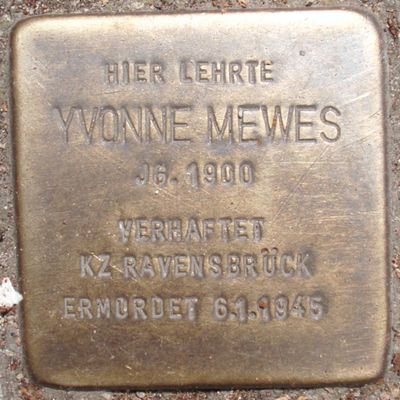 HIER LEHRTE
YVONNE MEWES
JG. 1900
VERHAFTET
KZ RAVENSBRÜCK
ERMORDET 6.1.1945